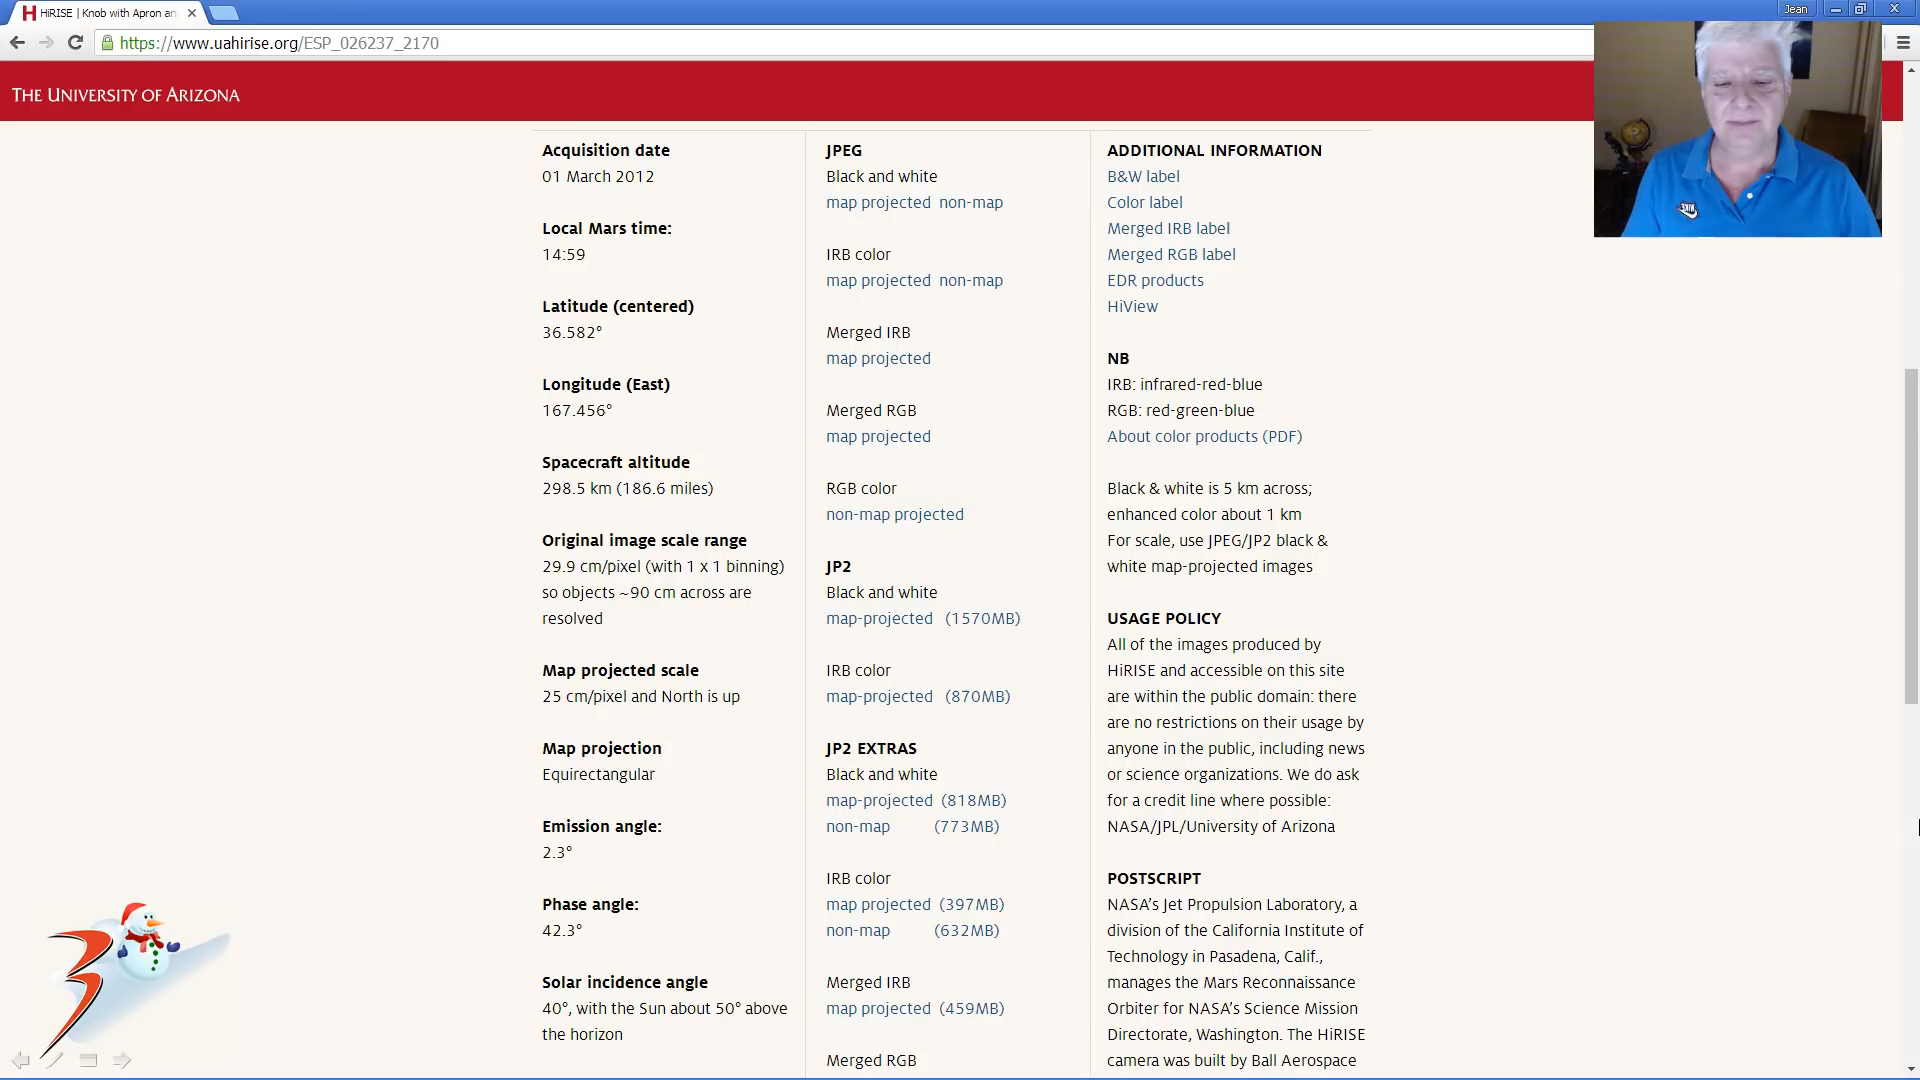 HiRISE | Knob with Apron an
Jean
https://www.uahirise.org/ESP_026237_2170
THE UNIVERSITY OF ARIZONA
Acquisition date
01 March 2012
Local Mars time:
14:59
Latitude (centered)
36.582°
Longitude (East)
167.456°
Spacecraft altitude
298.5 km (186.6 miles)
Original image scale range
29.9 cm/pixel (with 1 x 1 binning)
so objects ~90 cm across are
resolved
Map projected scale
25 cm/pixel and North is up
Map projection
Equirectangular
Emission angle:
2.3°
Phase angle:
42.3°
Solar incidence angle
40°, with the Sun about 50° above
the horizon
JPEG
Black and white
map projected non-map
IRB color
map projected non-map
Merged IRB
map projected
Merged RGB
map projected
RGB color
non-map projected
JP2
Black and white
map-projected (1570MB)
IRB color
map-projected (870MB)
JP2 EXTRAS
Black and white
map-projected (818MB)
non-map (773MB)
IRB color
map projected (397MB)
non-map (632MB)
Merged IRB
map projected (459MB)
Merged RGB
ADDITIONAL INFORMATION
B&W label
Color label
Merged IRB label
Merged RGB label
EDR products
HiView
NB
IRB: infrared-red-blue
RGB: red-green-blue
About color products (PDF)
Black & white is 5 km across;
enhanced color about 1 km
For scale, use JPEG/JP2 black &
white map-projected images
USAGE POLICY
All of the images produced by
HiRISE and accessible on this site
are within the public domain: there
are no restrictions on their usage by
anyone in the public, including news
or science organizations. We do ask
for a credit line where possible:
NASA/JPL/University of Arizona
POSTSCRIPT
NASA's Jet Propulsion Laboratory, a
division of the California Institute of
Technology in Pasadena, Calif.,
manages the Mars Reconnaissance
Orbiter for NASA's Science Mission
Directorate, Washington. The HiRISE
camera was built by Ball Aerospace
NIKE
3